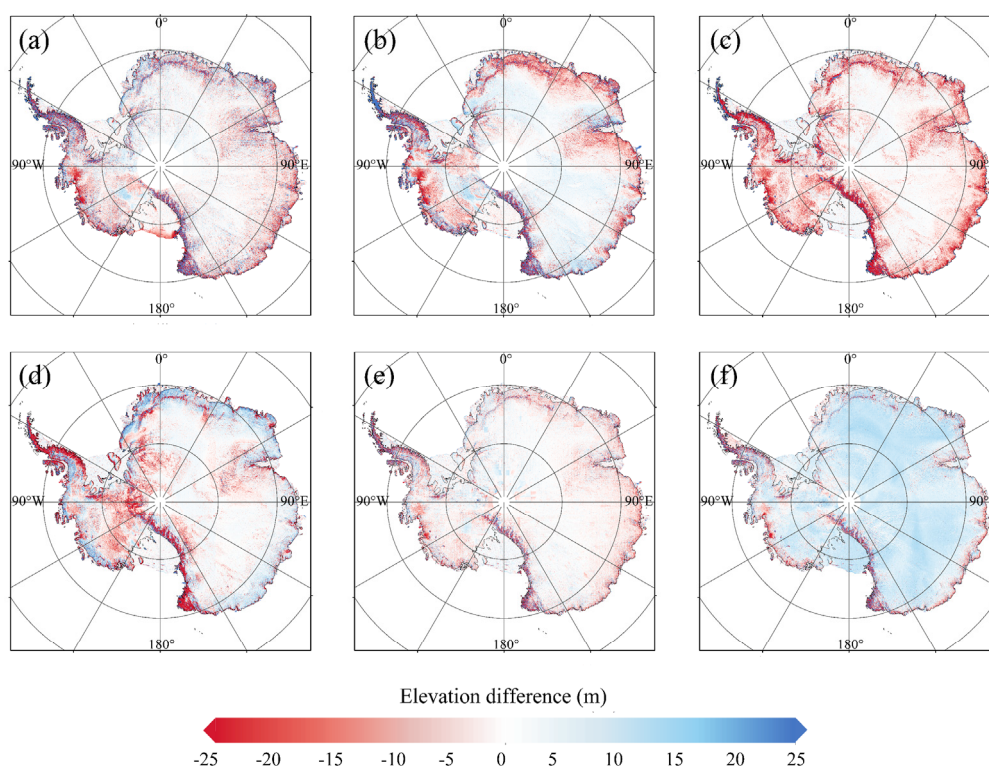 (a) (b) (c)
0° 0° 0°
90°W 90°E 90°W 90°E 90°W 90°E
180° 180° 180°
(d) (e) (f)
0° 0° 0°
90°W 90°E 90°W 90°E 90°W 90°
180° 180° 180°
Elevation difference (m)
-25 -20 -15 -10 -5 0 5 10 15 20 25